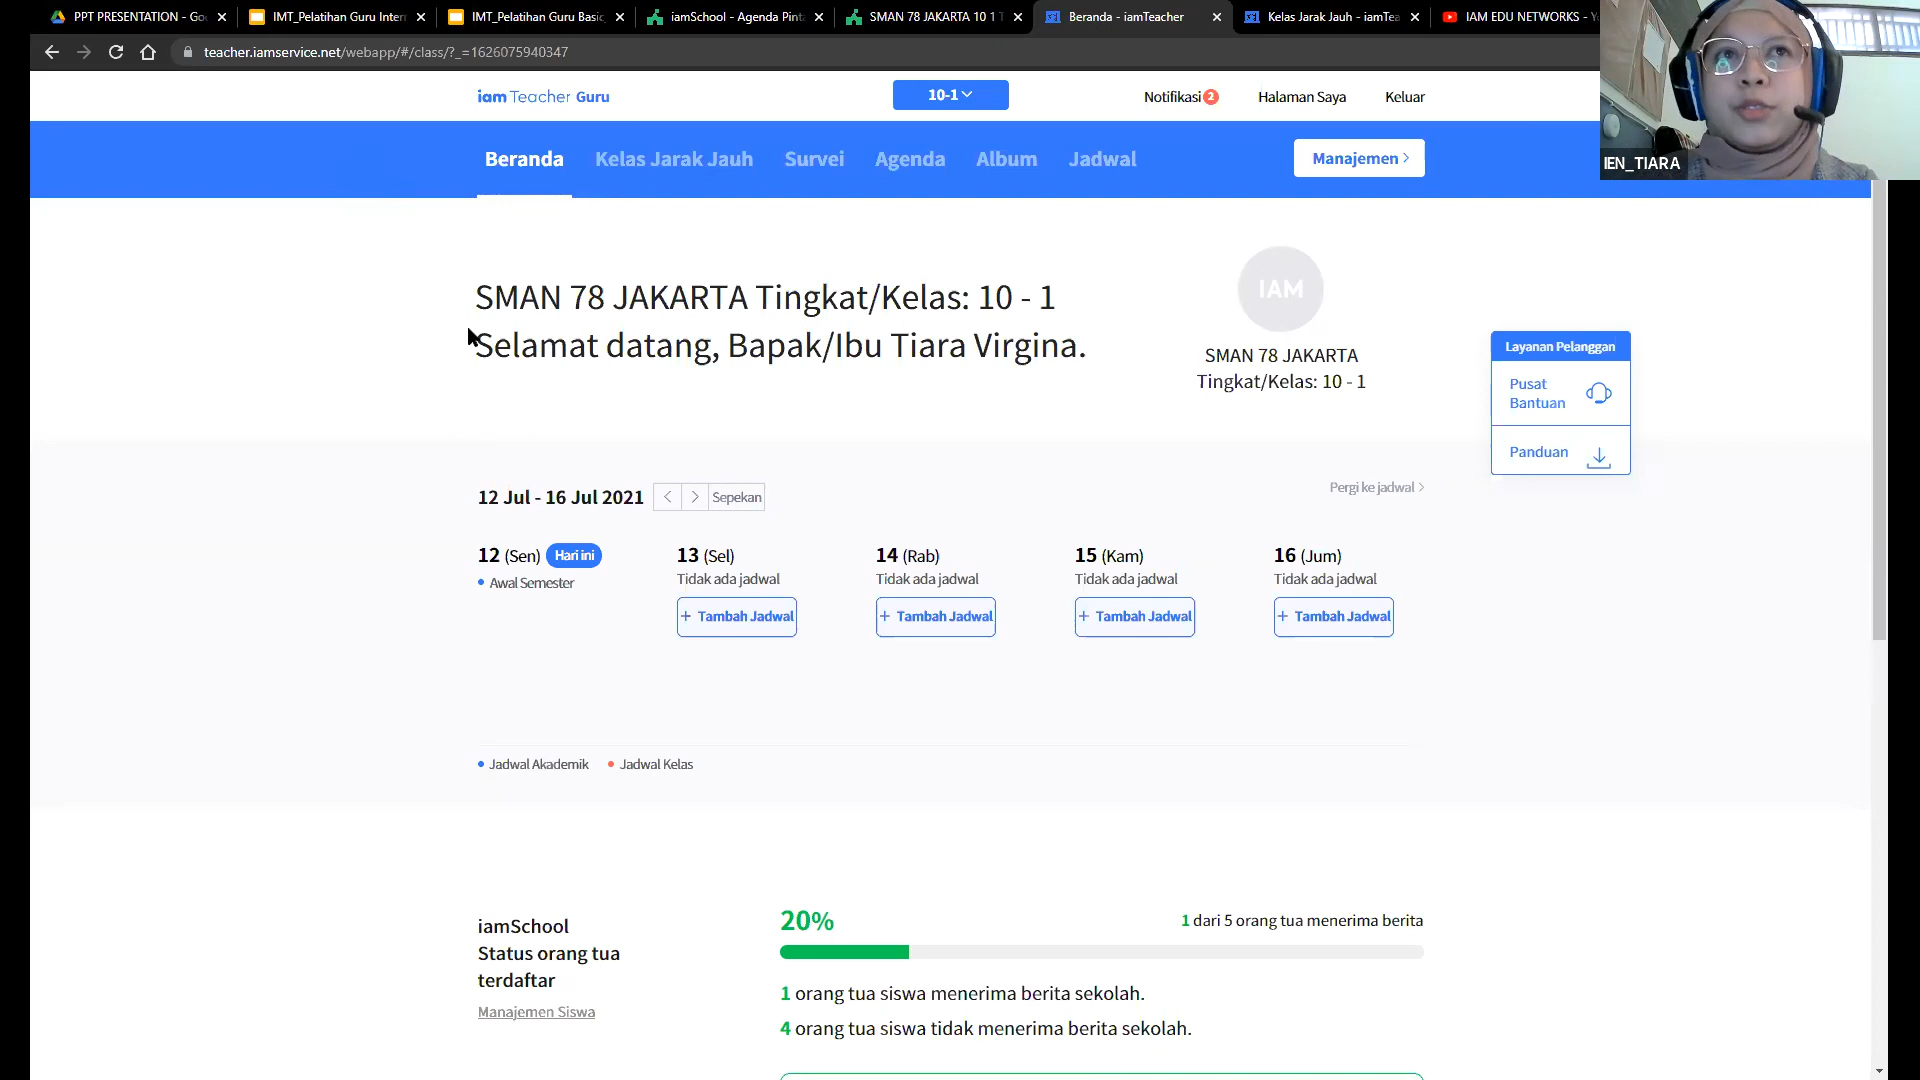 PPT PRESENTATION - Go
IMT_Pelatihan Guru Inter
IMT_Pelatihan Guru Basic
iamSchool - Agenda Pint
SMAN 78 JAKARTA 10 1 T
Beranda - iamTeacher
Kelas Jarak Jauh - iamTea
IAM EDU NETWORKS - Y
teacher.iamservice.net/webapp/#/class/?_=1626075940347
iam Teacher Guru
10-1
Notifikasi 2
Halaman Saya
Keluar
IEN_TIARA
Beranda
Kelas Jarak Jauh
Survei
Agenda
Album
Jadwal
Manajemen >
SMAN 78 JAKARTA Tingkat/Kelas: 10 - 1
Selamat datang, Bapak/Ibu Tiara Virgina.
IAM
SMAN 78 JAKARTA
Tingkat/Kelas: 10 - 1
Layanan Pelanggan
Pusat
Bantuan
Panduan
12 Jul - 16 Jul 2021
< > Sepekan
Pergi ke jadwal >
12 (Sen) Hari ini
Awal Semester
13 (Sel)
Tidak ada jadwal
+ Tambah Jadwal
14 (Rab)
Tidak ada jadwal
+ Tambah Jadwal
15 (Kam)
Tidak ada jadwal
+ Tambah Jadwal
16 (Jum)
Tidak ada jadwal
+ Tambah Jadwal
Jadwal Akademik
Jadwal Kelas
iamSchool
Status orang tua
terdaftar
Manajemen Siswa
20%
1 dari 5 orang tua menerima berita
1 orang tua siswa menerima berita sekolah.
4 orang tua siswa tidak menerima berita sekolah.